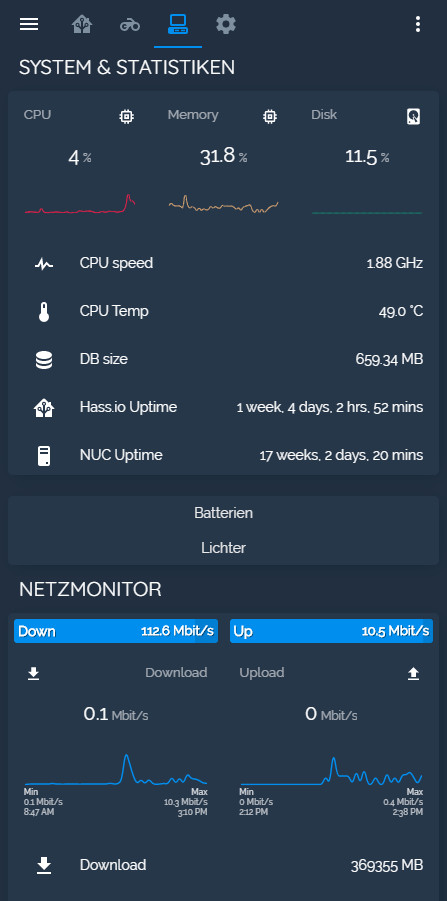 SYSTEM & STATISTIKEN
CPU Memory Disk
4 % 31.8 % 11.5 %
CPU speed 1.88 GHz
CPU Temp 49.0 °C
DB size 659.34 MB
Hass.io Uptime 1 week, 4 days, 2 hrs, 52 mins
NUC Uptime 17 weeks, 2 days, 20 mins
Batterien
Lichter
NETZMONITOR
Down 112.6 Mbit/s Up 10.5 Mbit/s
Download Upload
0.1 Mbit/s 0 Mbit/s
Min Max Min Max
0.1 Mbit/s 10.3 Mbit/s 0 Mbit/s 0.4 Mbit/s
8:47 AM 3:10 PM 2:12 PM 2:38 PM
Download 369355 MB